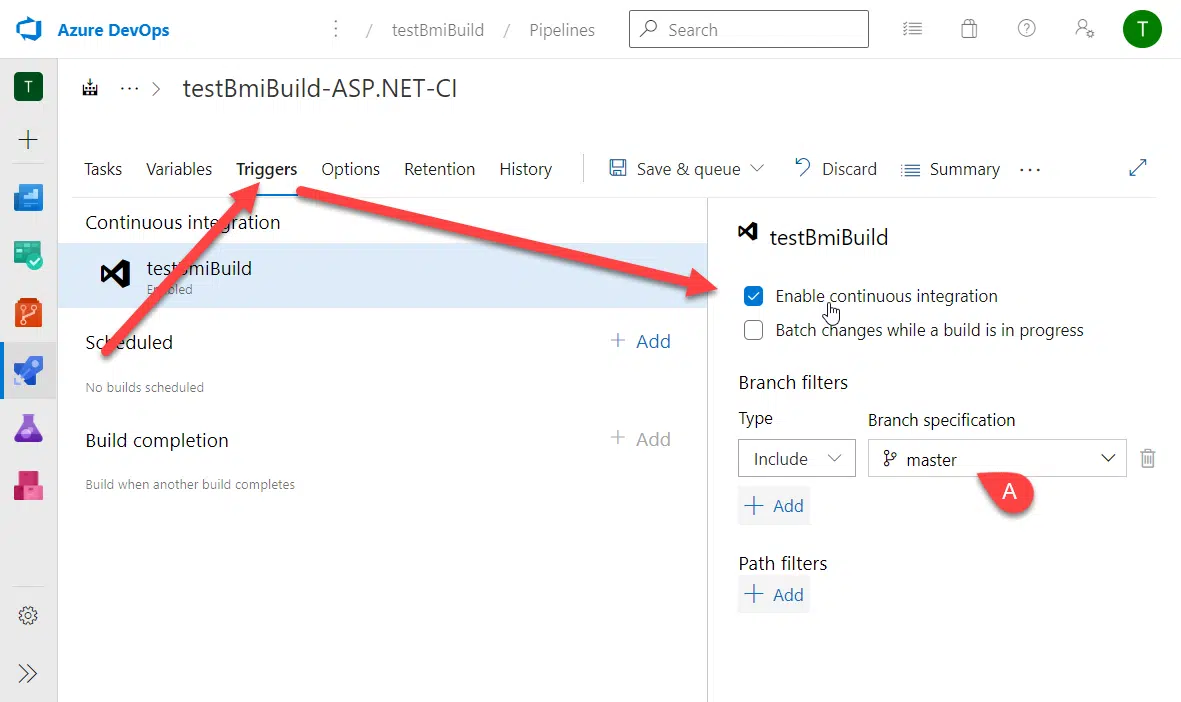 Azure DevOps / testBmiBuild / Pipelines Search T
T
testBmiBuild-ASP.NET-CI
Tasks Variables Triggers Options Retention History Save & queue Discard Summary
Continuous integration
testBmiBuild
Enabled
Scheduled
Add
No builds scheduled
Build completion
Add
Build when another build completes
testBmiBuild
Enable continuous integration
Batch changes while a build is in progress
Branch filters
Type Branch specification
Include master
A
Add
Path filters
Add